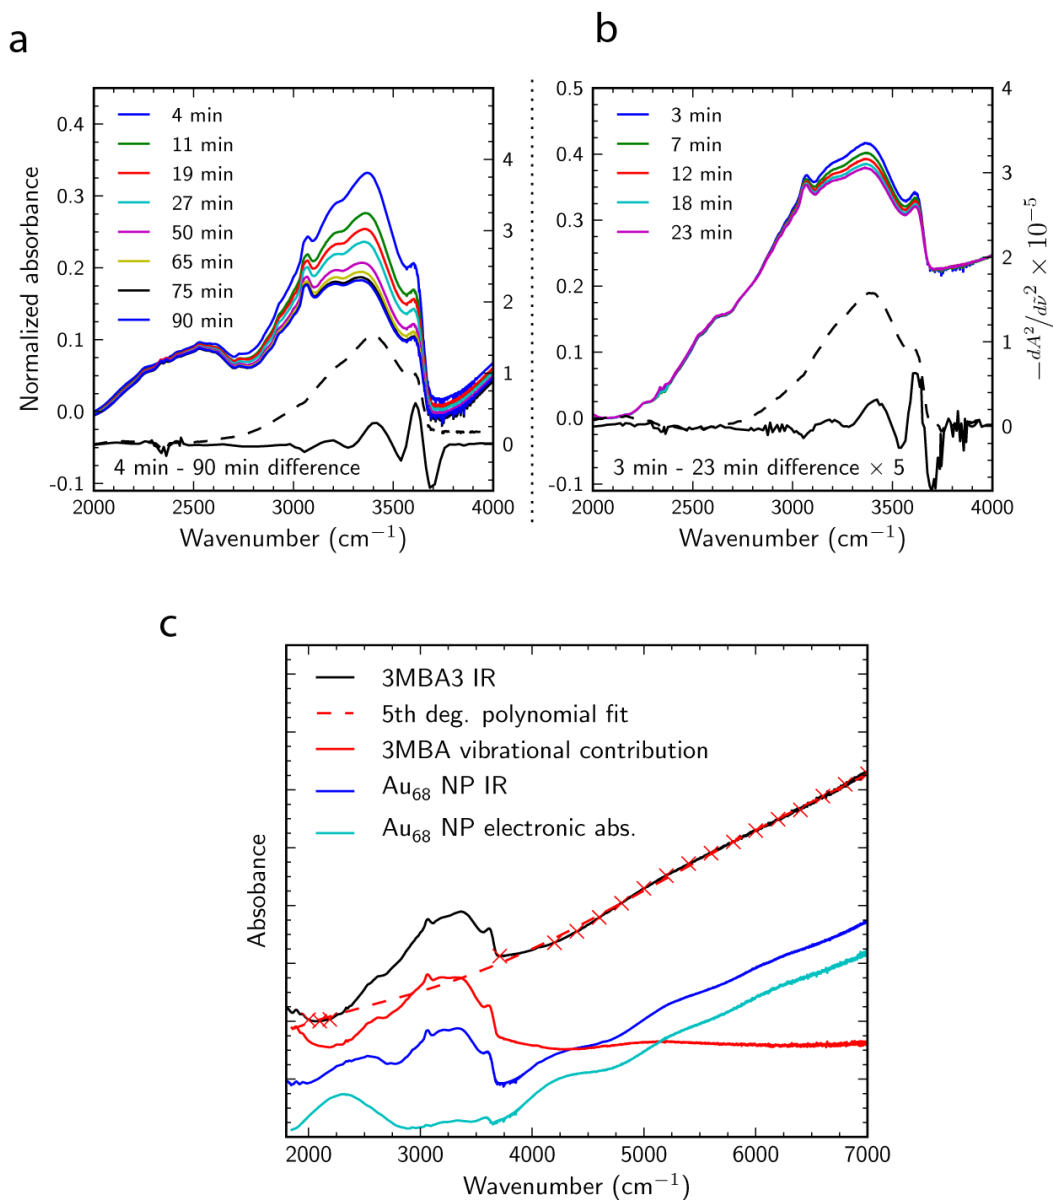 a
0.4
0.3
0.2
0.1
0.0
-0.1
Normalized absorbance
4 min
11 min
19 min
27 min
50 min
65 min
75 min
90 min
4
3
2
1
0
4 min - 90 min difference
2000 2500 3000 3500 4000
Wavenumber (cm⁻¹)
b
0.5
0.4
0.3
0.2
0.1
0.0
-0.1
3 min
7 min
12 min
18 min
23 min
4
3
2
1
0
—dA²/dν̃² × 10⁻⁵
3 min - 23 min difference × 5
2000 2500 3000 3500 4000
Wavenumber (cm⁻¹)
c
Absobance
3MBA3 IR
5th deg. polynomial fit
3MBA vibrational contribution
Au₆₈ NP IR
Au₆₈ NP electronic abs.
2000 3000 4000 5000 6000 7000
Wavenumber (cm⁻¹)